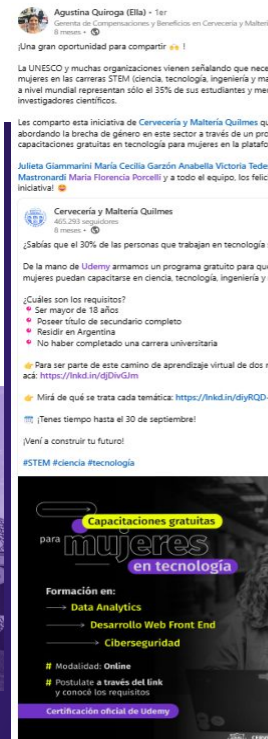 Agustina Quiroga (Ella) • 1er
Gerente de Compensaciones y Beneficios en Cervecería y Malterí
8 meses •
¡Una gran oportunidad para compartir 👐 !
La UNESCO y muchas organizaciones vienen señalando que nece
mujeres en las carreras STEM (ciencia, tecnología, ingeniería y ma
a nivel mundial representan sólo el 35% de sus estudiantes y me
investigadores científicos.
Les comparto esta iniciativa de Cervecería y Maltería Quilmes qu
abordando la brecha de género en este sector a través de un pro
capacitaciones gratuitas en tecnología para mujeres en la platafo
Julieta Giammarini María Cecilia Garzón Anabella Victoria Tede
Mastronardi Maria Florencia Porcelli y a todo el equipo, los felic
iniciativa! 😍
Cervecería y Maltería Quilmes
465.293 seguidores
8 meses •
¿Sabías que el 30% de las personas que trabajan en tecnología s
De la mano de Udemy armamos un programa gratuito para que
mujeres puedan capacitarse en ciencia, tecnología, ingeniería y
¿Cuáles son los requisitos?
Ser mayor de 18 años
Poseer título de secundario completo
Residir en Argentina
No haber completado una carrera universitaria
👉 Para ser parte de este camino de aprendizaje virtual de dos m
acá: https://lnkd.in/djDivGJm
👉 Mirá de qué se trata cada temática: https://lnkd.in/diyRQD-
🗓 ¡Tenes tiempo hasta el 30 de septiembre!
¡Vení a construir tu futuro!
#STEM #ciencia #tecnología
Capacitaciones gratuitas
para mujeres
en tecnología
Formación en:
→ Data Analytics
→ Desarrollo Web Front End
→ Ciberseguridad
# Modalidad: Online
# Postulate a través del link
y conocé los requisitos
Certificación oficial de Udemy